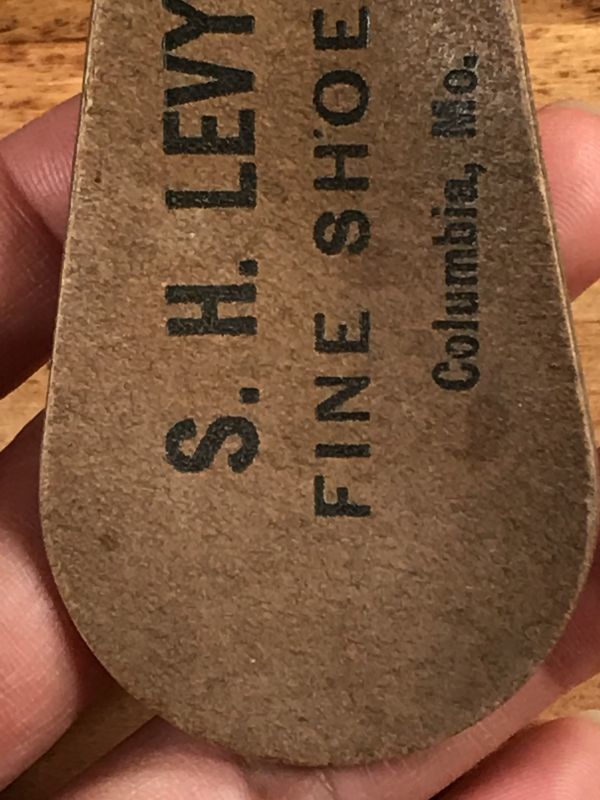 S. H. LEVY
FINE SHOE
Columbia, Mo.